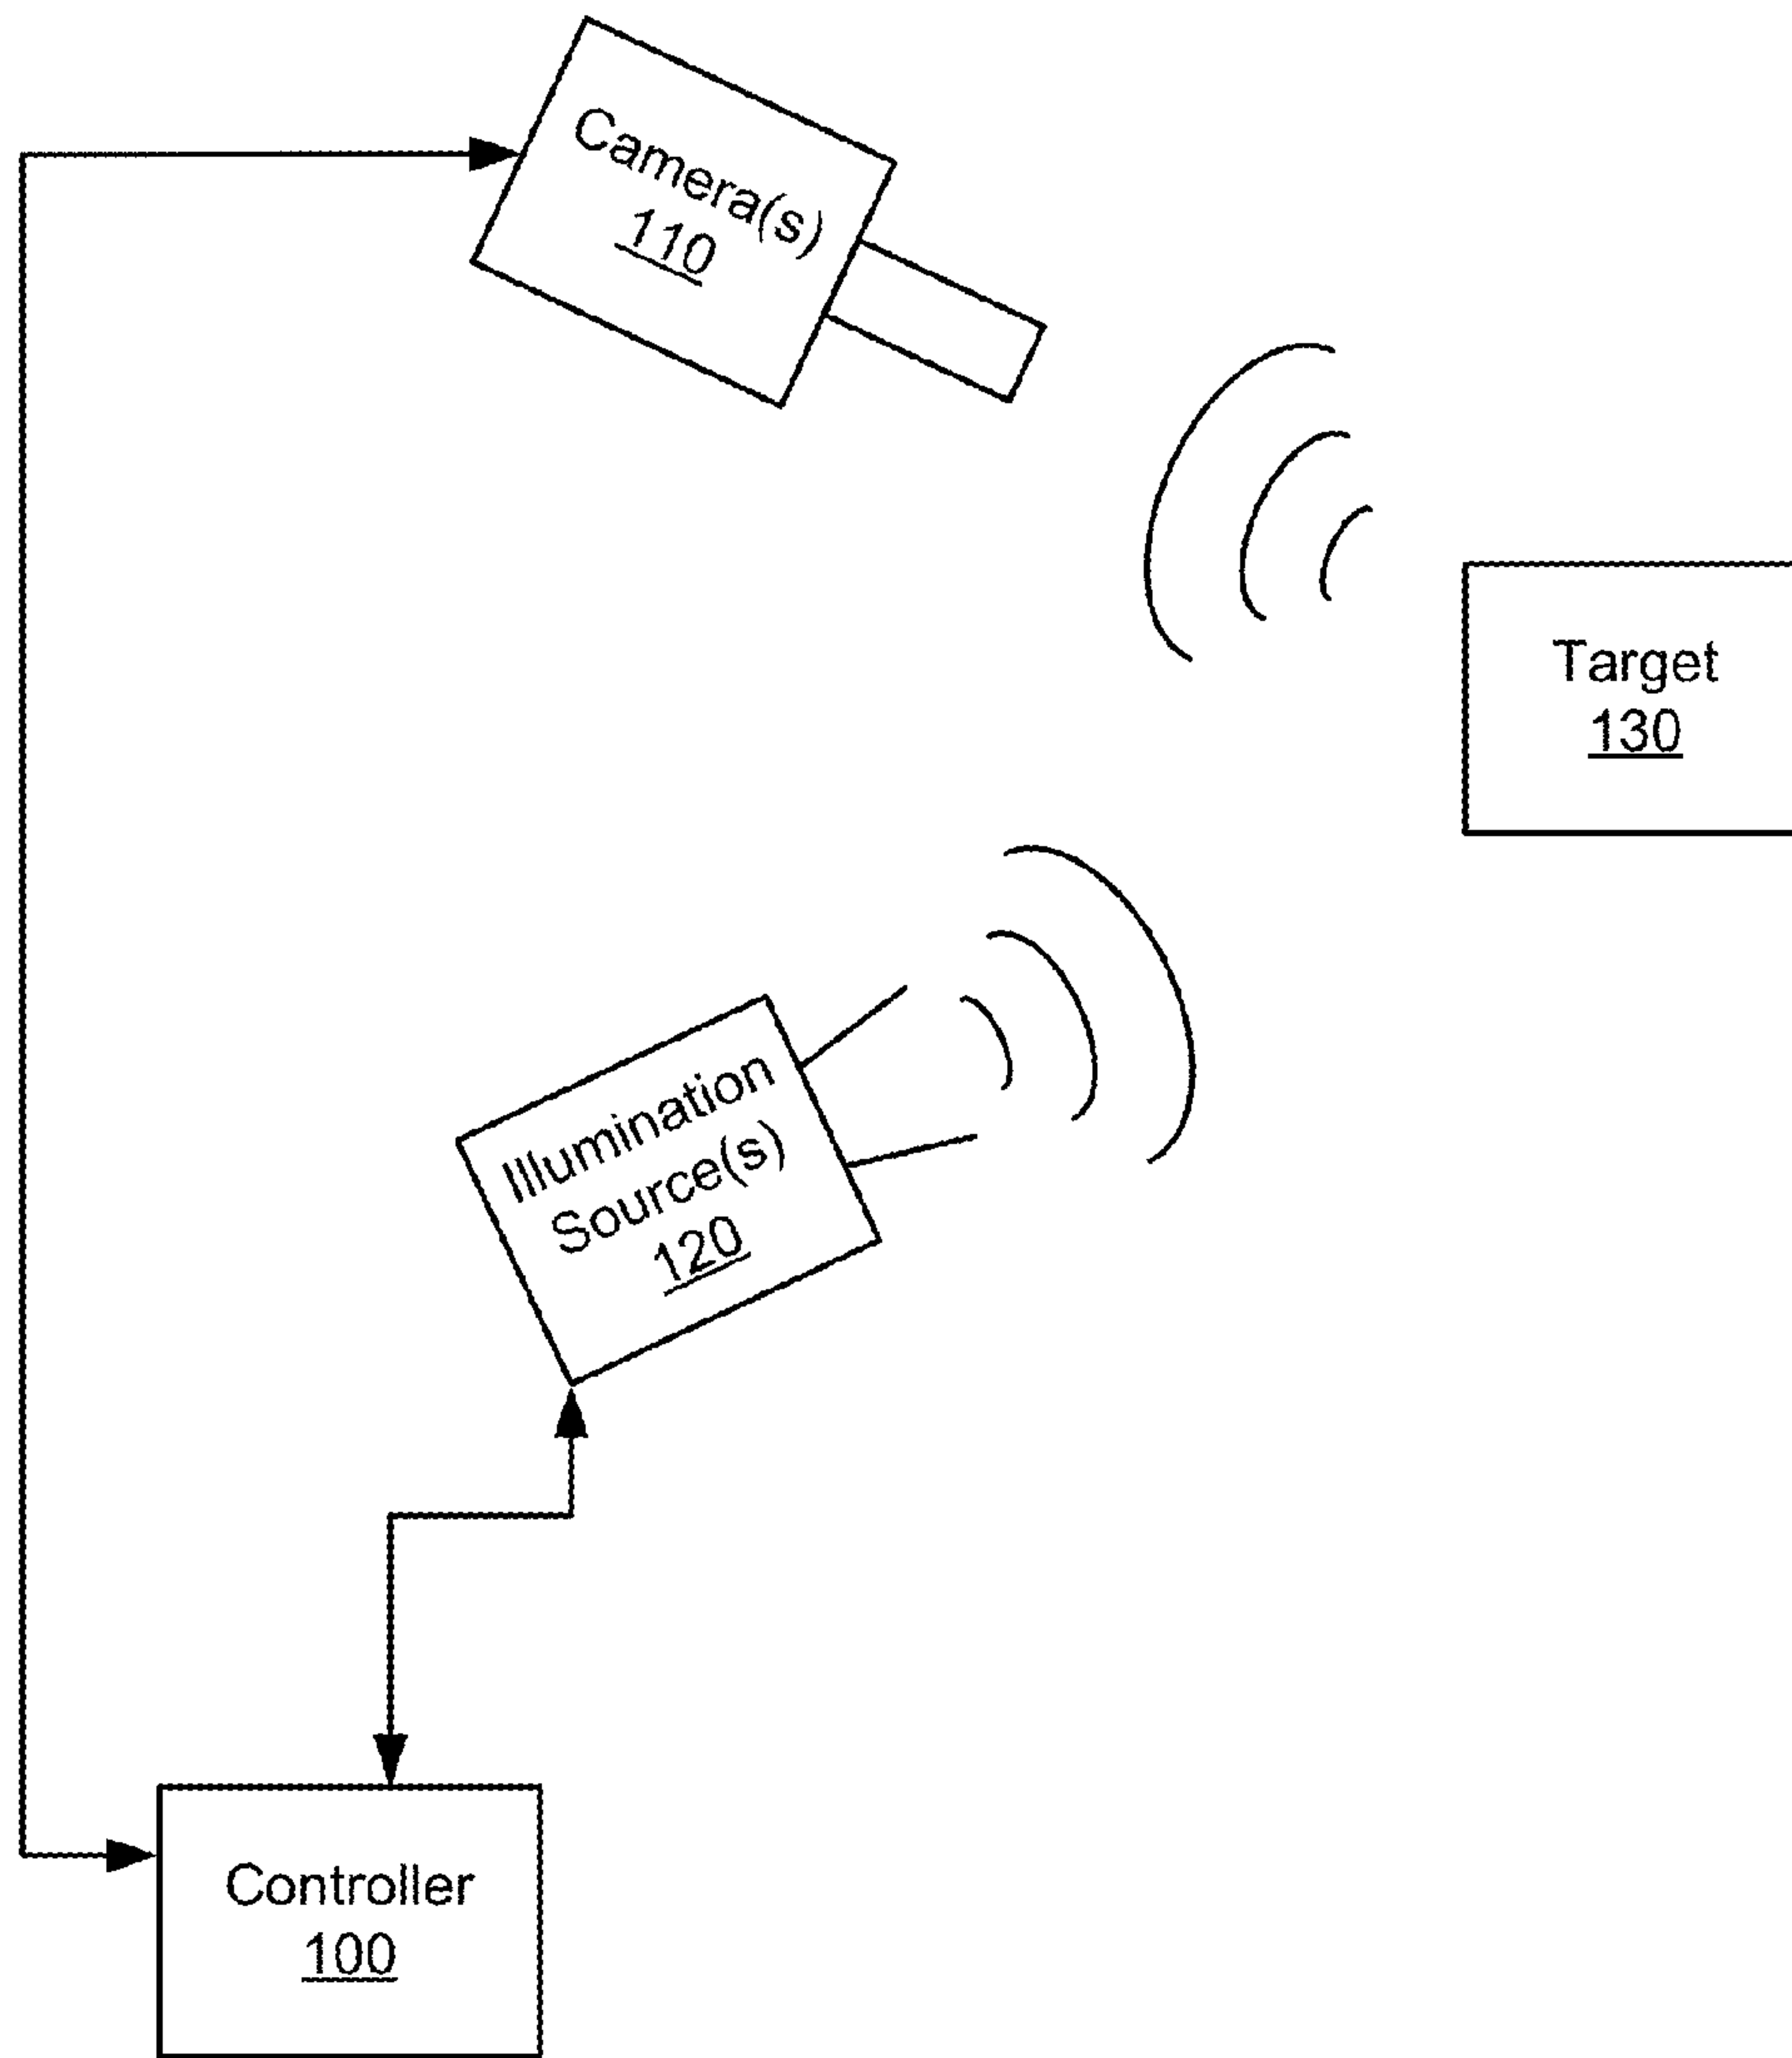 Camera(s)
110
Target
130
Illumination
Source(s)
120
Controller
100